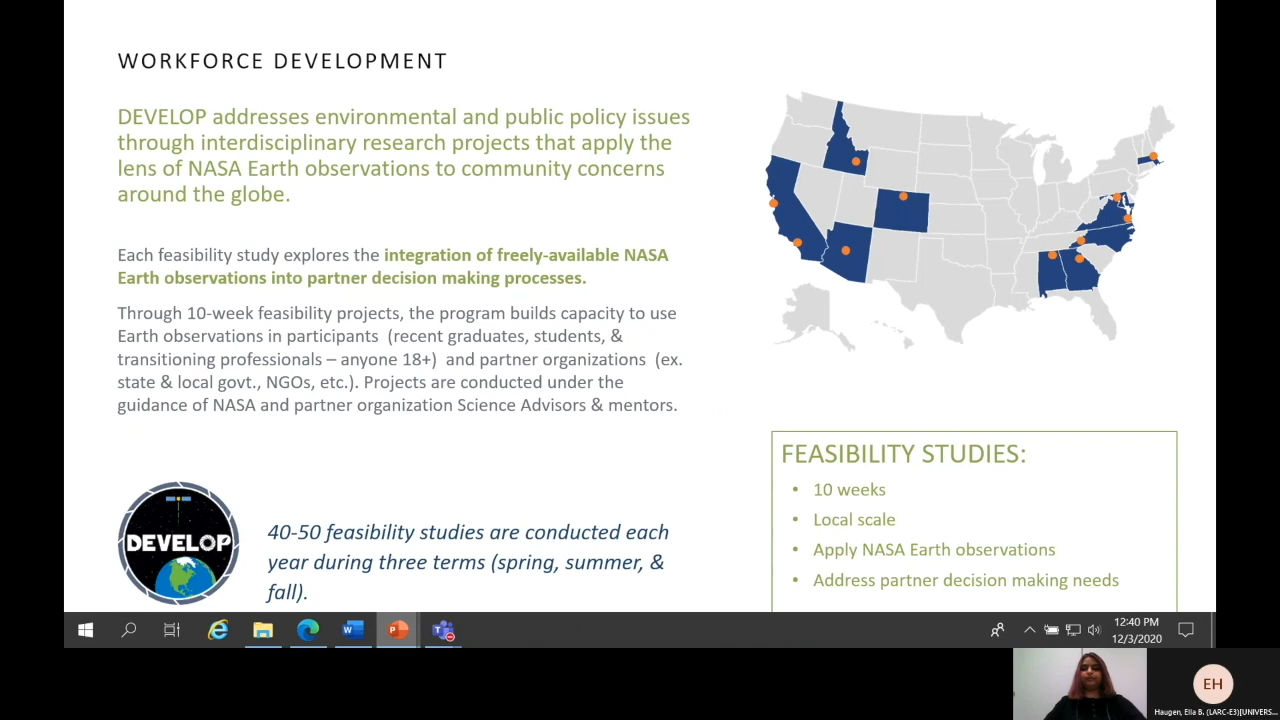 WORKFORCE DEVELOPMENT
DEVELOP addresses environmental and public policy issues
through interdisciplinary research projects that apply the
lens of NASA Earth observations to community concerns
around the globe.
Each feasibility study explores the integration of freely-available NASA
Earth observations into partner decision making processes.
Through 10-week feasibility projects, the program builds capacity to use
Earth observations in participants (recent graduates, students, &
transitioning professionals – anyone 18+) and partner organizations (ex.
state & local govt., NGOs, etc.). Projects are conducted under the
guidance of NASA and partner organization Science Advisors & mentors.
DEVELOP
40-50 feasibility studies are conducted each
year during three terms (spring, summer, &
fall).
FEASIBILITY STUDIES:
• 10 weeks
• Local scale
• Apply NASA Earth observations
• Address partner decision making needs
12:40 PM
12/3/2020
EH
Haugen, Ella B. (LARC-E3)[UNIVERS...